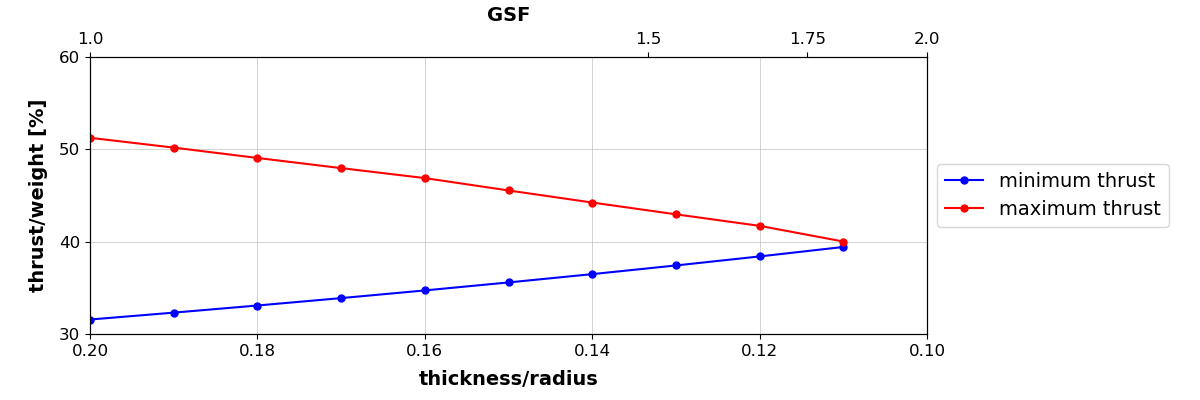 GSF
1.0 1.5 1.75 2.0
60
50
40
30
thrust/weight [%]
0.20 0.18 0.16 0.14 0.12 0.10
thickness/radius
minimum thrust
maximum thrust